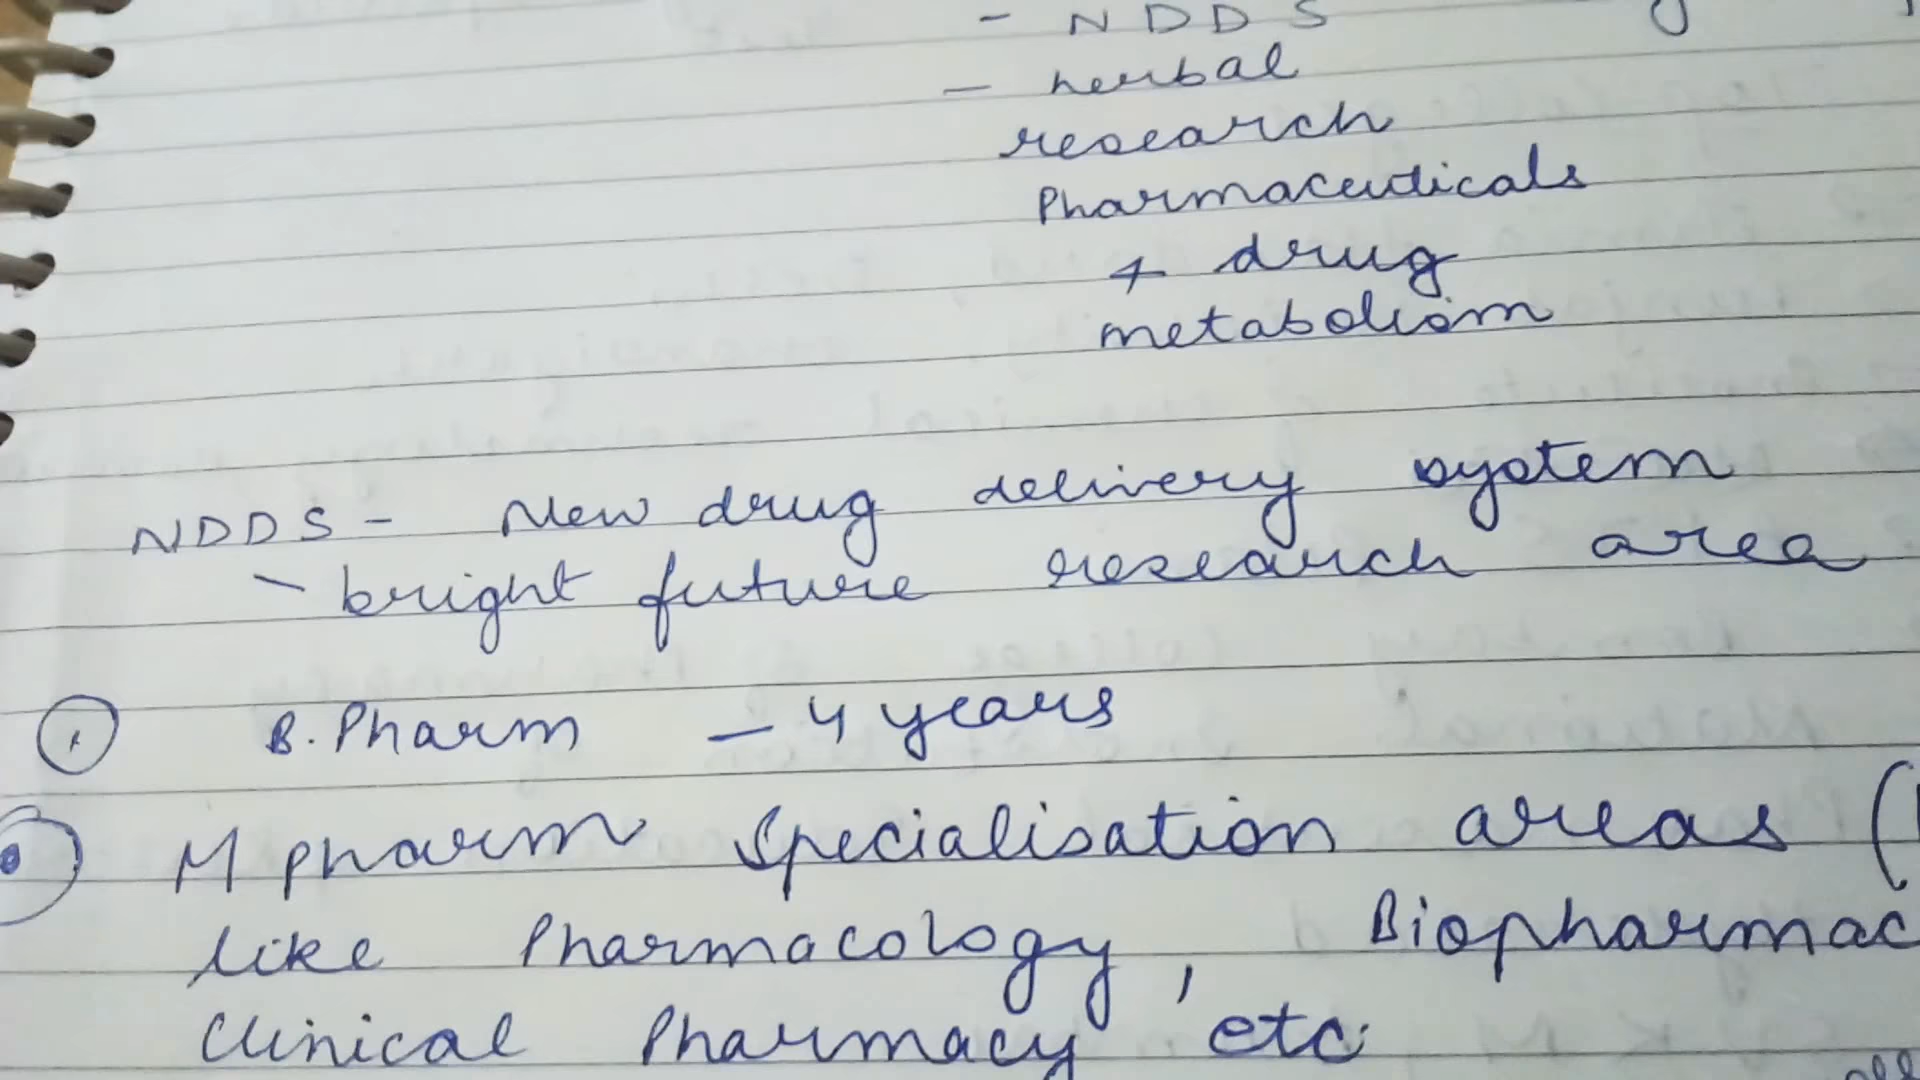 - NDDS
- herbal
research
Pharmaceuticals
+ drug
metabolism
NDDS - New drug delivery system
- bright future research area
1 B. Pharm - 4 years
M pharm specialisation areas (
like Pharmacology, Biopharmac
Clinical Pharmacy etc